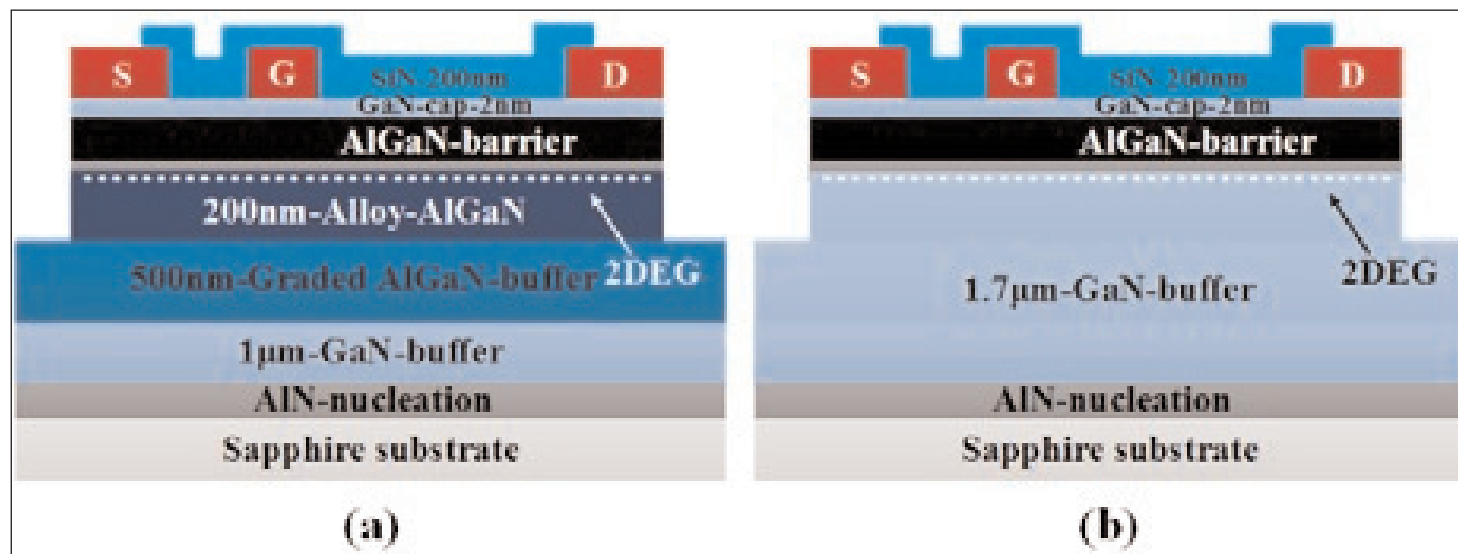 S
G
D
SiN-200nm
GaN-cap-2nm
AlGaN-barrier
200nm-Alloy-AlGaN
500nm-Graded AlGaN-buffer
2DEG
1μm-GaN-buffer
AlN-nucleation
Sapphire substrate
(a)
S
G
D
SiN-200nm
GaN-cap-2nm
AlGaN-barrier
1.7μm-GaN-buffer
2DEG
AlN-nucleation
Sapphire substrate
(b)